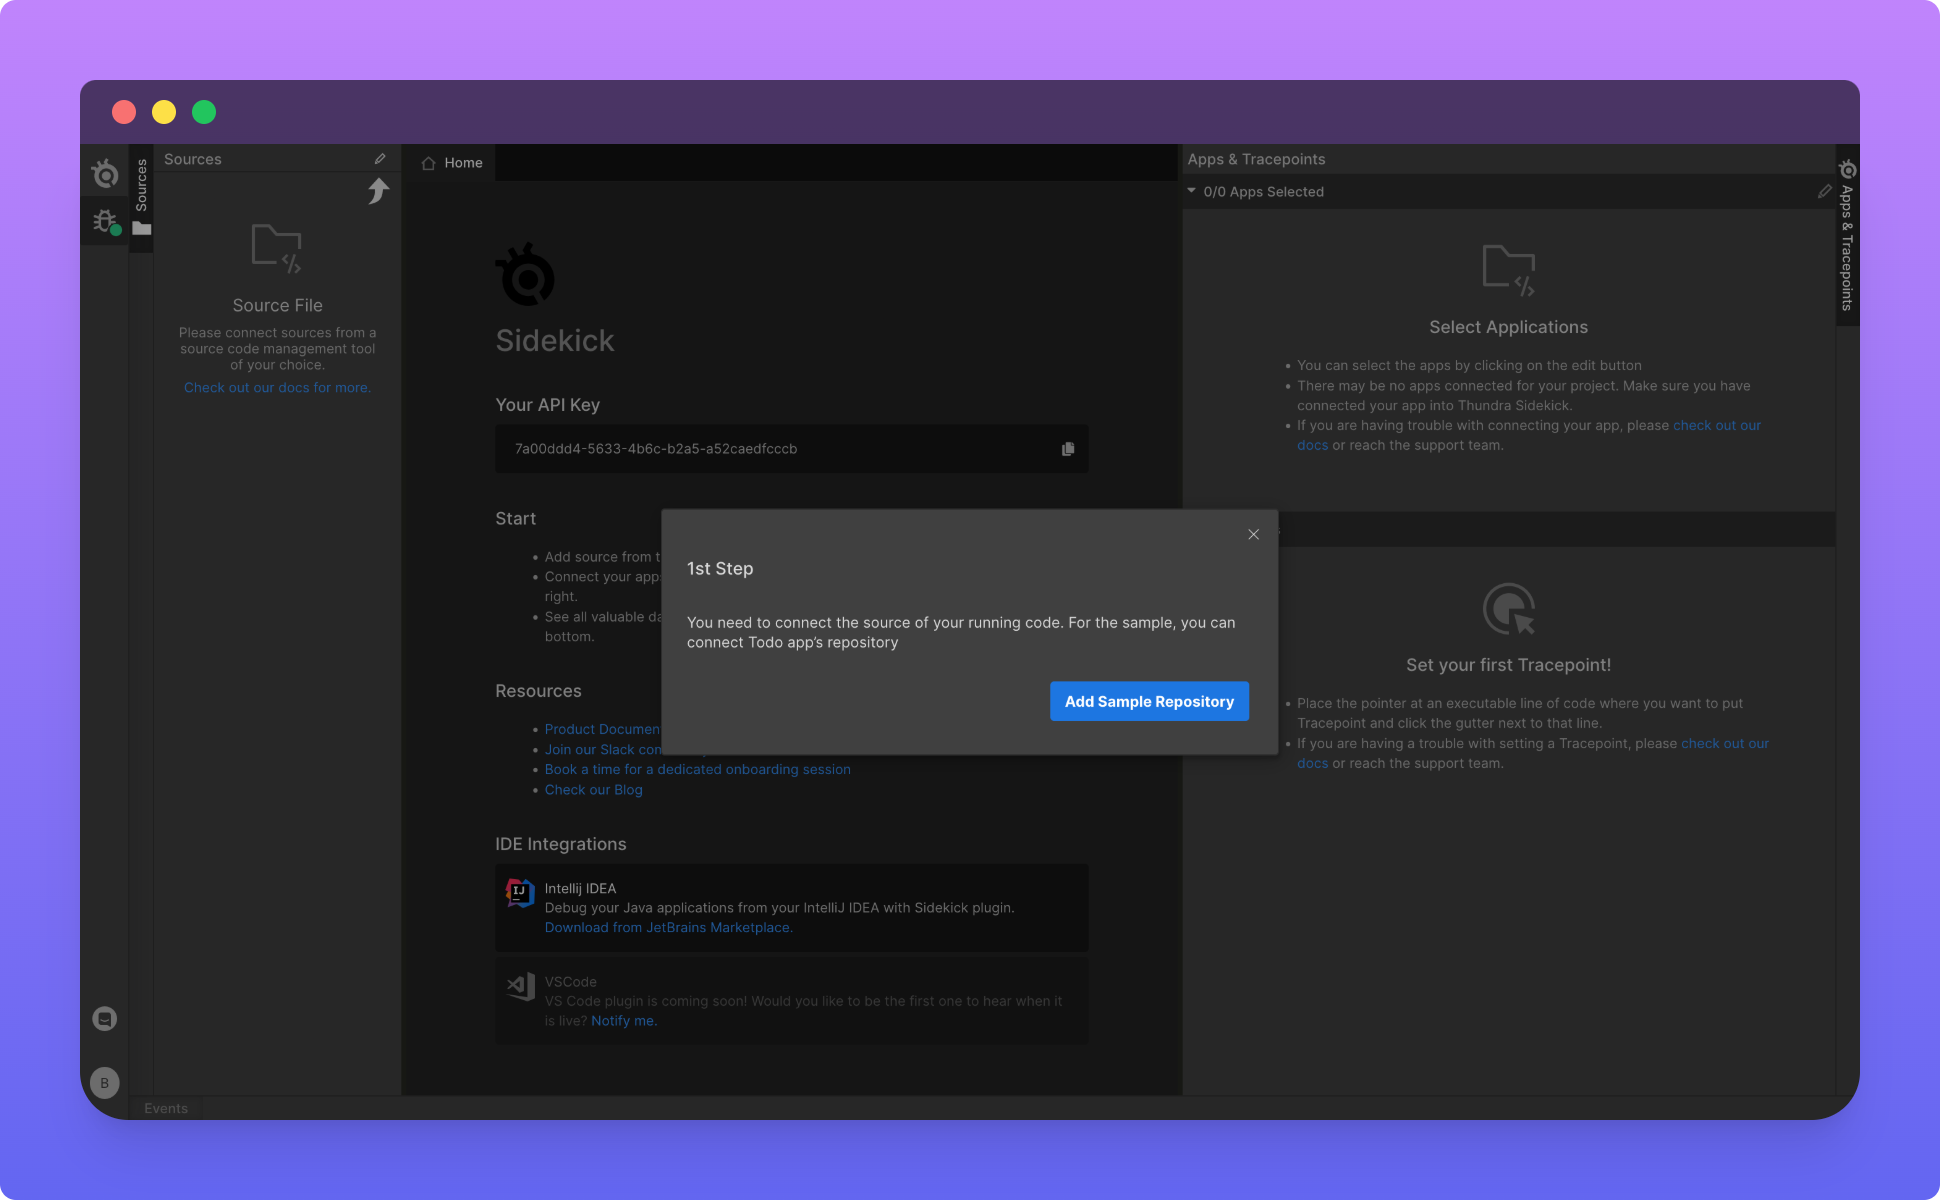 Sources
Sources
Source File
Please connect sources from a
source code management tool
of your choice.
Check out our docs for more.
Home
Sidekick
Your API Key
7a00ddd4-5633-4b6c-b2a5-a52caedfcccb
Start
Add source from t
Connect your app
right.
See all valuable da
bottom.
Resources
Product Documen
Join our Slack con
Book a time for a dedicated onboarding session
Check our Blog
IDE Integrations
IJ
Intellij IDEA
Debug your Java applications from your IntelliJ IDEA with Sidekick plugin.
Download from JetBrains Marketplace.
VSCode
VS Code plugin is coming soon! Would you like to be the first one to hear when it
is live? Notify me.
1st Step
You need to connect the source of your running code. For the sample, you can
connect Todo app's repository
Add Sample Repository
Apps & Tracepoints
0/0 Apps Selected
Select Applications
You can select the apps by clicking on the edit button
There may be no apps connected for your project. Make sure you have
connected your app into Thundra Sidekick.
If you are having trouble with connecting your app, please check out our
docs or reach the support team.
Set your first Tracepoint!
Place the pointer at an executable line of code where you want to put
Tracepoint and click the gutter next to that line.
If you are having a trouble with setting a Tracepoint, please check out our
docs or reach the support team.
Apps & Tracepoints
B
Events